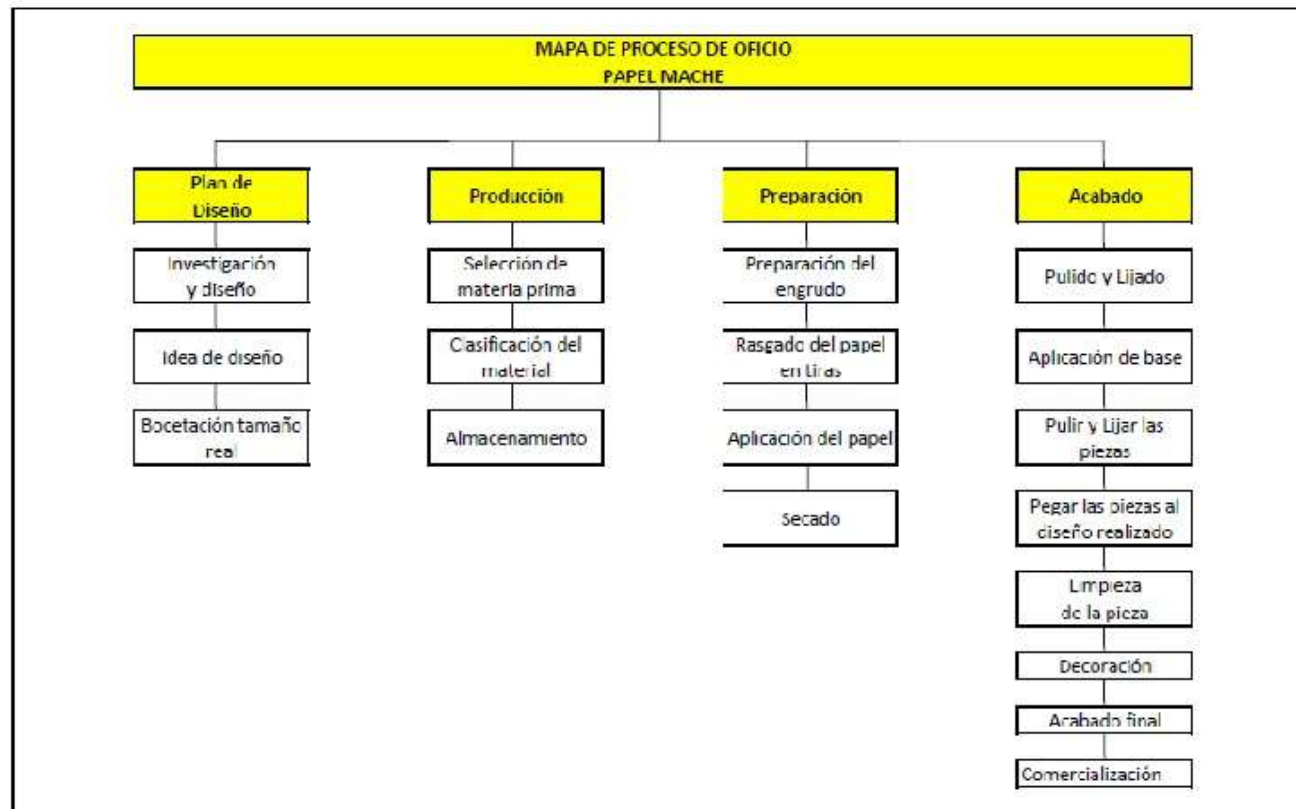 MAPA DE PROCESO DE OFICIO
PAPEL MACHE
Plan de
Diseño
Investigación
y diseño
Idea de diseño
Bocetación tamaño
real
Producción
Selección de
materia prima
Clasificación del
material
Almacenamiento
Preparación
Preparación del
engrudo
Rasgado del papel
en tiras
Aplicación del papel
Secado
Acabado
Pulido y Lijado
Aplicación de base
Pulir y Lijar las
piezas
Pegar las piezas al
diseño realizado
Limpieza
de la pieza
Decoración
Acabado final
Comercialización